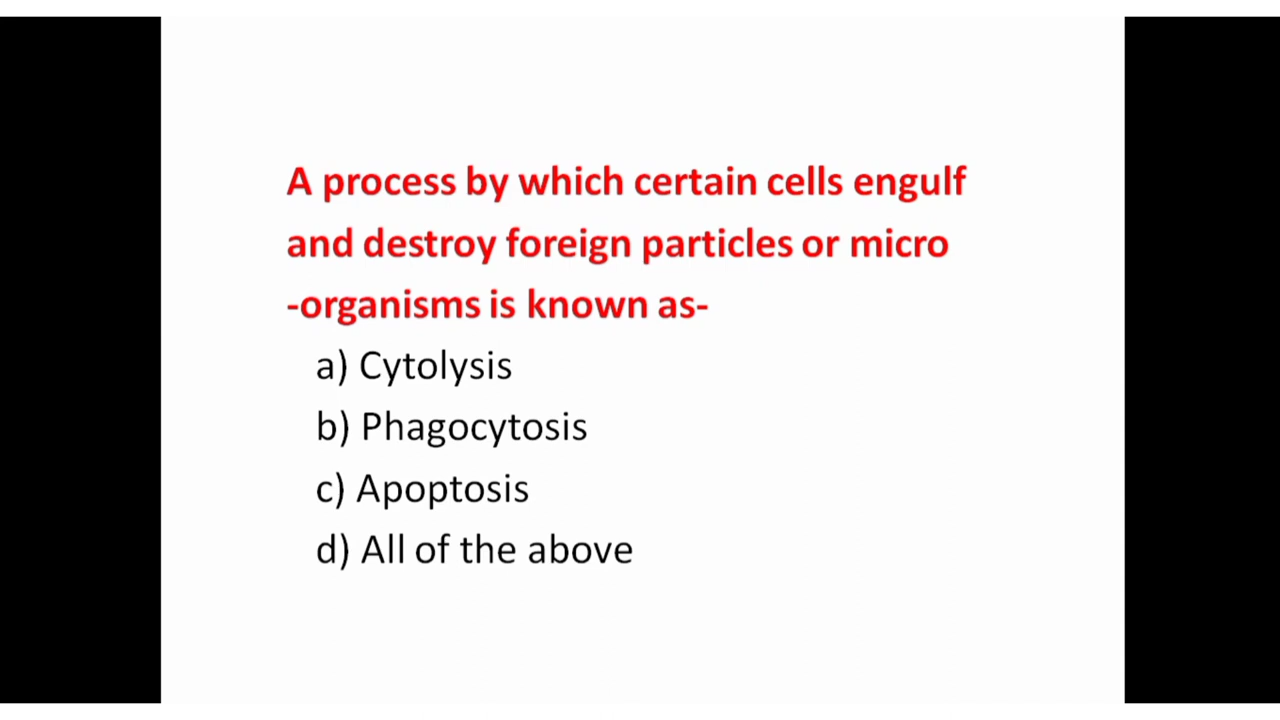 A process by which certain cells engulf
and destroy foreign particles or micro
-organisms is known as-
a) Cytolysis
b) Phagocytosis
c) Apoptosis
d) All of the above